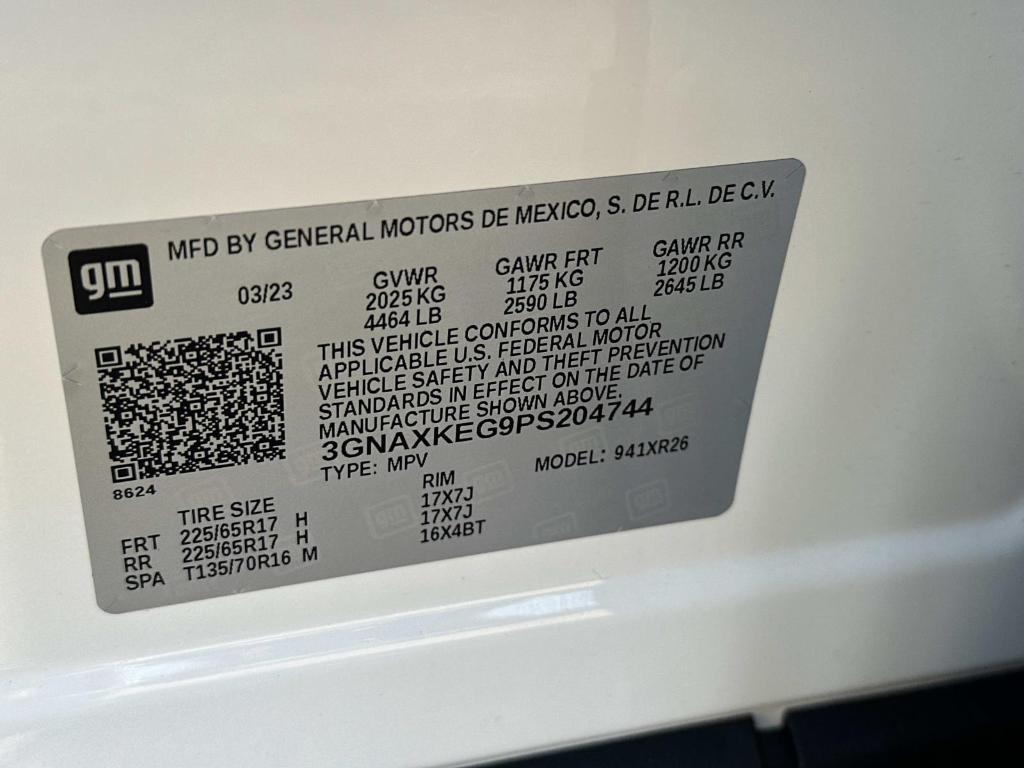 gm
MFD BY GENERAL MOTORS DE MEXICO, S. DE R.L. DE C.V.
03/23 GVWR GAWR FRT GAWR RR
2025 KG 1175 KG 1200 KG
4464 LB 2590 LB 2645 LB
THIS VEHICLE CONFORMS TO ALL
APPLICABLE U.S. FEDERAL MOTOR
VEHICLE SAFETY AND THEFT PREVENTION
STANDARDS IN EFFECT ON THE DATE OF
MANUFACTURE SHOWN ABOVE.
3GNAXKEG9PS204744
8624 TYPE: MPV MODEL: 941XR26
TIRE SIZE RIM
FRT 225/65R17 H 17X7J
RR 225/65R17 H 17X7J
SPA T135/70R16 M 16X4BT